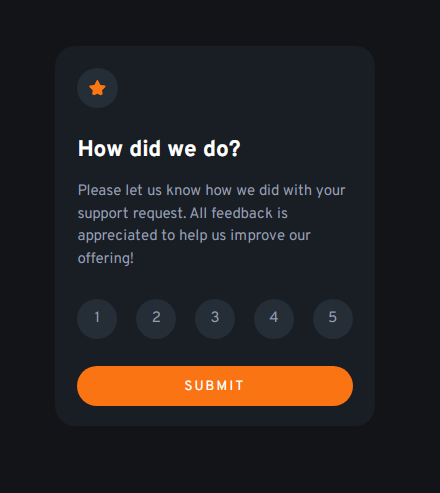 How did we do?
Please let us know how we did with your
support request. All feedback is
appreciated to help us improve our
offering!
1 2 3 4 5
SUBMIT